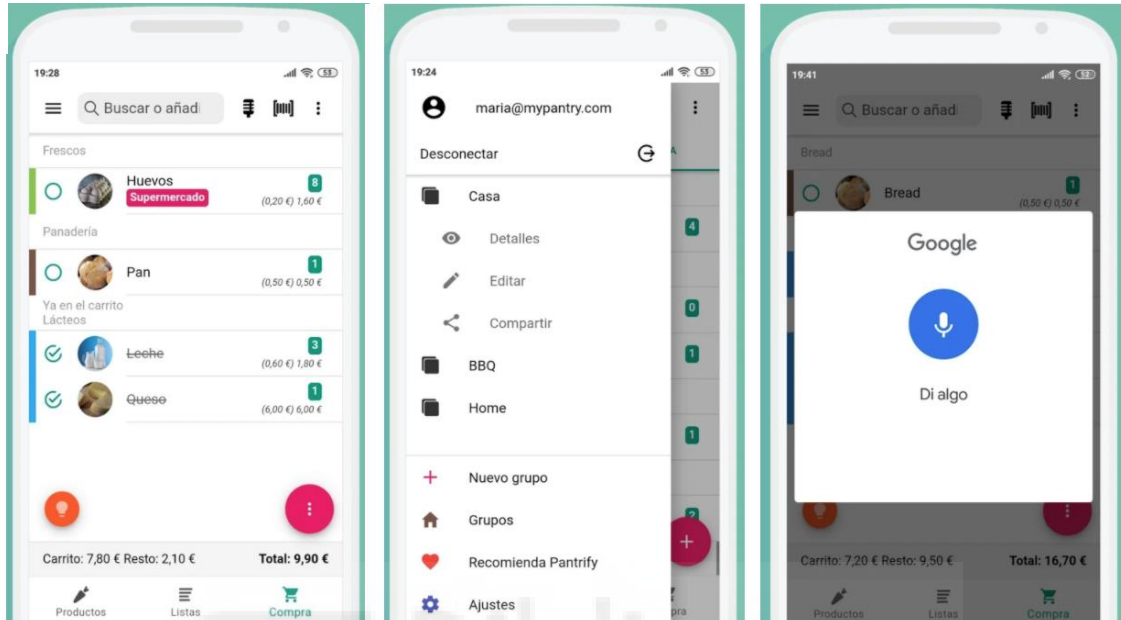 19:28
53
Buscar o añadi
Frescos
Huevos
8
Supermercado
(0,20 €) 1,60 €
Panadería
Pan
1
(0,50 €) 0,50 €
Ya en el carrito
Lácteos
Leche
3
(0,60 €) 1,80 €
Queso
1
(6,00 €) 6,00 €
Carrito: 7,80 € Resto: 2,10 €
Total: 9,90 €
Productos
Listas
Compra
19:24
53
maria@mypantry.com
Desconectar
A
Casa
4
Detalles
Editar
0
Compartir
1
BBQ
Home
1
Nuevo grupo
Grupos
2
Recomienda Pantrify
Ajustes
pra
19:41
52
Buscar o añad
Bread
Bread
1
(0,50 €) 0,50 €
Google
Di algo
Carrito: 7,20 € Resto: 9,50 €
Total: 16,70 €
Productos
Listas
Compra